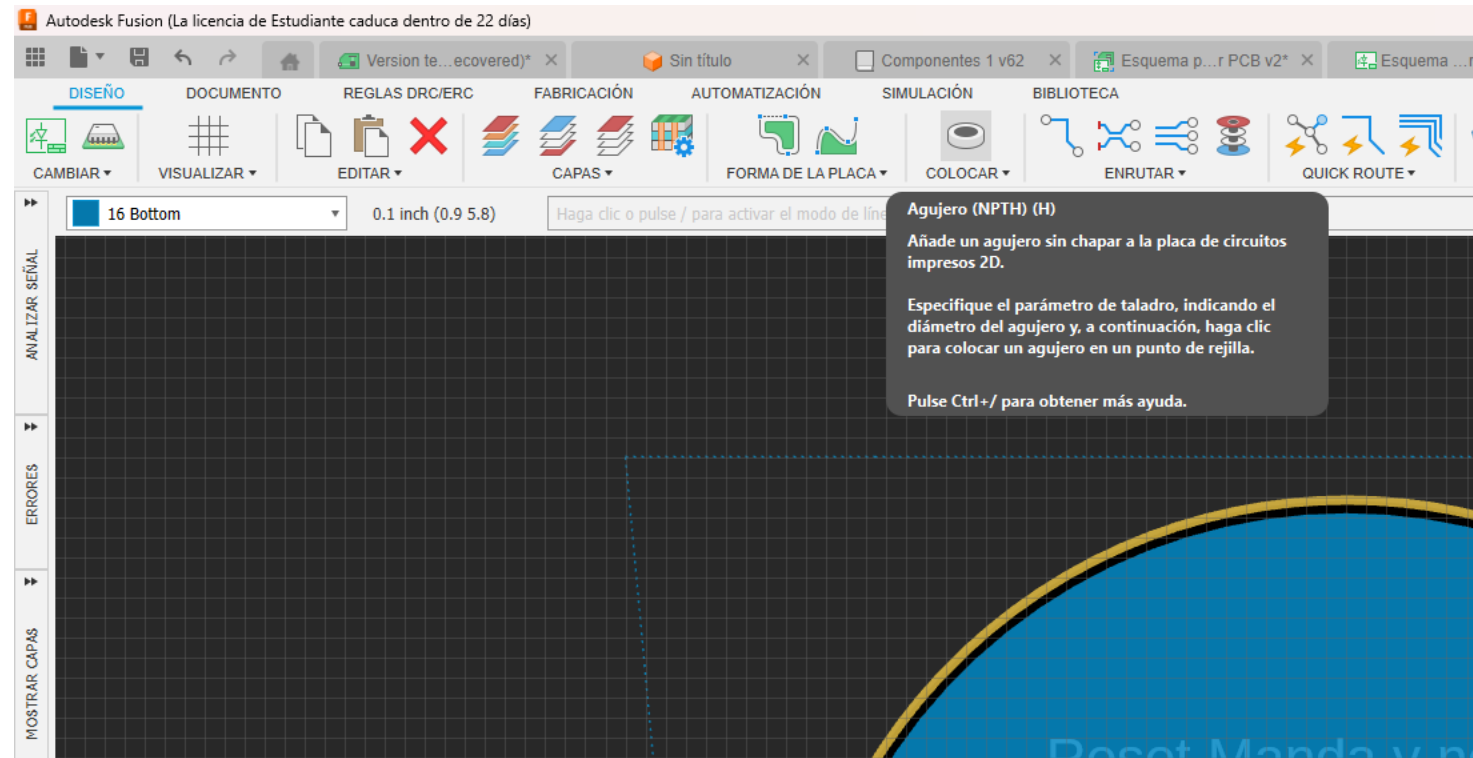 Autodesk Fusion (La licencia de Estudiante caduca dentro de 22 días)
Version te...ecovered)*
Sin título
Componentes 1 v62
Esquema p...r PCB v2*
Esquema ...r
DISEÑO
DOCUMENTO
REGLAS DRC/ERC
FABRICACIÓN
AUTOMATIZACIÓN
SIMULACIÓN
BIBLIOTECA
CAMBIAR
VISUALIZAR
EDITAR
CAPAS
FORMA DE LA PLACA
COLOCAR
ENRUTAR
QUICK ROUTE
16 Bottom
0.1 inch (0.9 5.8)
Haga clic o pulse / para activar el modo de líne
Agujero (NPTH) (H)
Añade un agujero sin chapar a la placa de circuitos
impresos 2D.
Especifique el parámetro de taladro, indicando el
diámetro del agujero y, a continuación, haga clic
para colocar un agujero en un punto de rejilla.
Pulse Ctrl+/ para obtener más ayuda.
ANALIZAR SEÑAL
ERRORES
MOSTRAR CAPAS
Reset Manda y